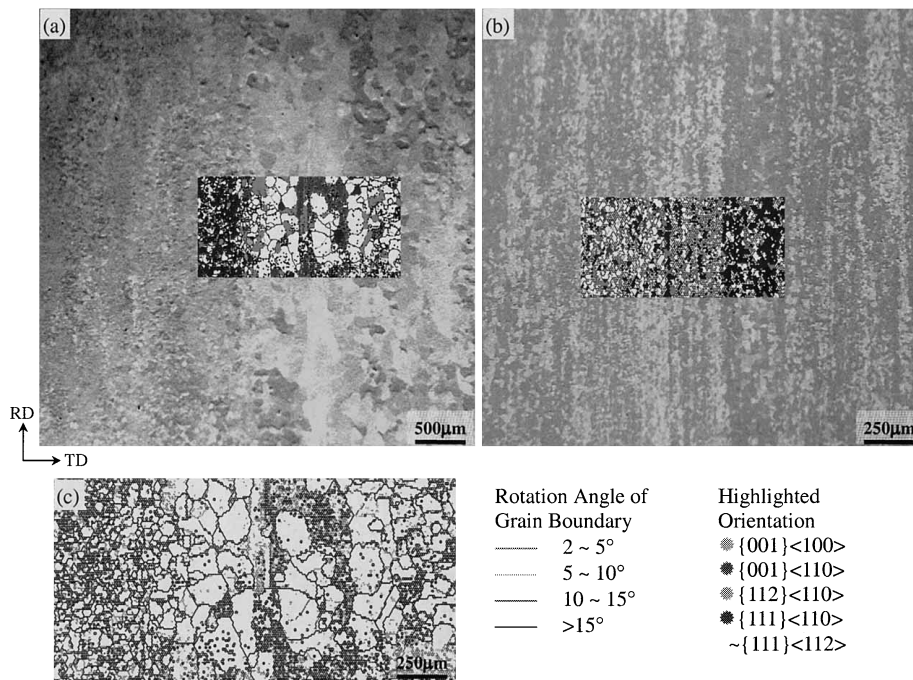 (a)
(b)
500μm
250μm
RD
TD
(c)
250μm
Rotation Angle of
Grain Boundary
2 ~ 5°
5 ~ 10°
10 ~ 15°
>15°
Highlighted
Orientation
{001}<100>
{001}<110>
{112}<110>
{111}<110>
~{111}<112>